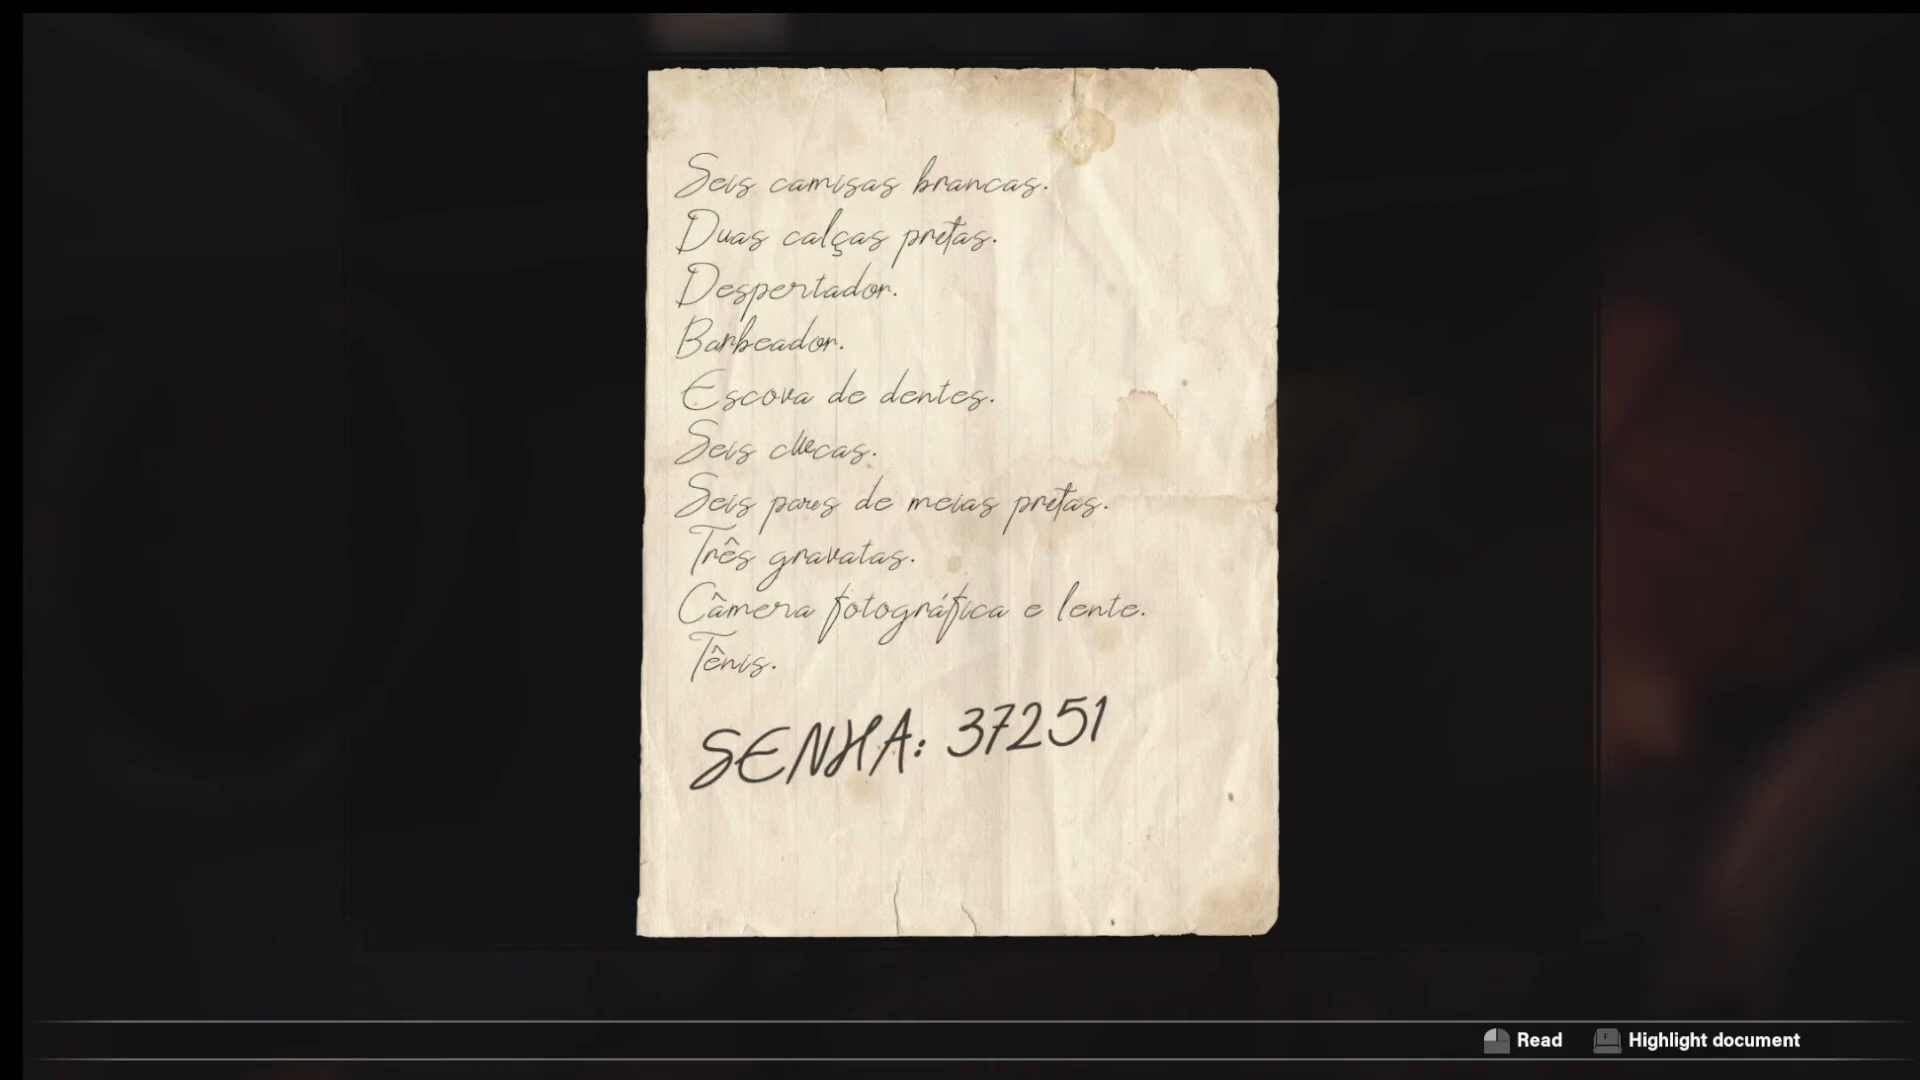 Seis camisas brancas.
Duas calças pretas.
Despertador.
Barbeador.
Escova de dentes.
Seis cuecas.
Seis pares de meias pretas.
Três gravatas.
Câmera fotográfica e lente.
Tênis.
SENHA: 37251
Read
F
Highlight document